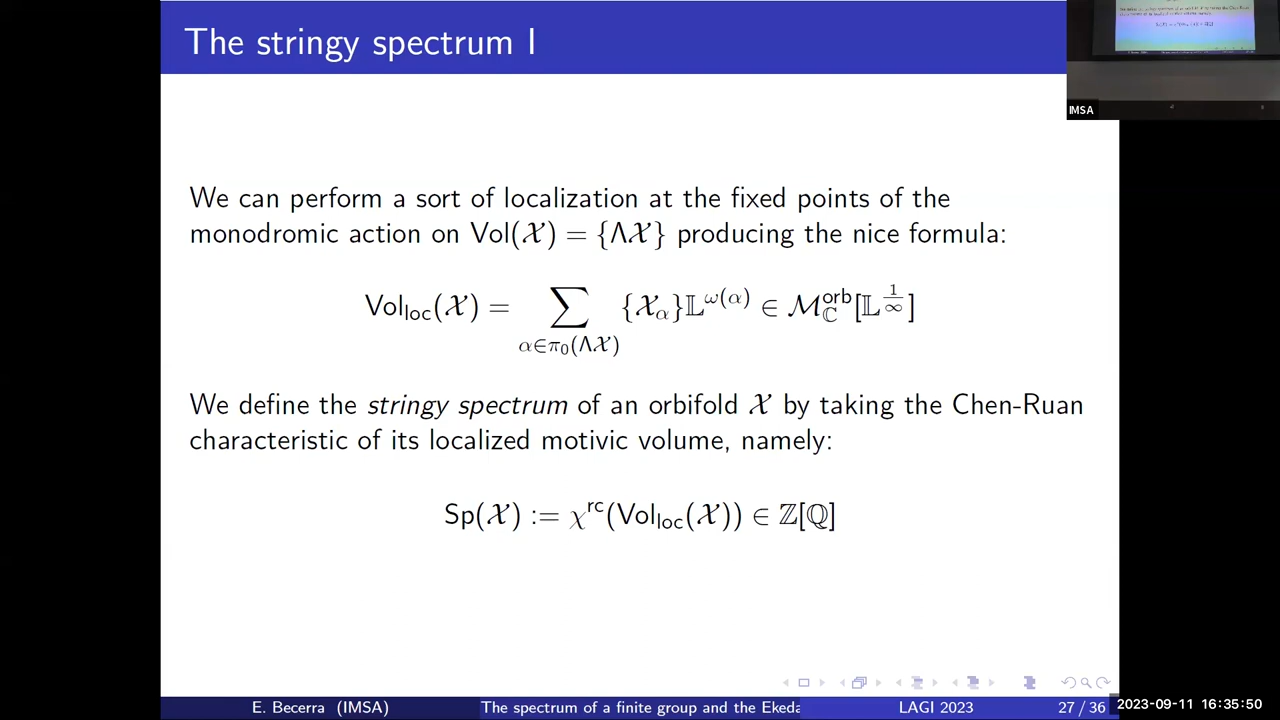 The stringy spectrum I
IMSA
We can perform a sort of localization at the fixed points of the
monodromic action on Vol(𝒳) = {Λ𝒳} producing the nice formula:
Vol_loc(𝒳) = ∑_{α∈π₀(Λ𝒳)} {𝒳_α}𝕃^{ω(α)} ∈ ℳ_ℂ^{orb}[𝕃^{1/∞}]
We define the stringy spectrum of an orbifold 𝒳 by taking the Chen-Ruan
characteristic of its localized motivic volume, namely:
Sp(𝒳) := χ^{rc}(Vol_loc(𝒳)) ∈ ℤ[ℚ]
E. Becerra (IMSA) The spectrum of a finite group and the Ekeda LAGI 2023 27 / 36
2023-09-11 16:35:50